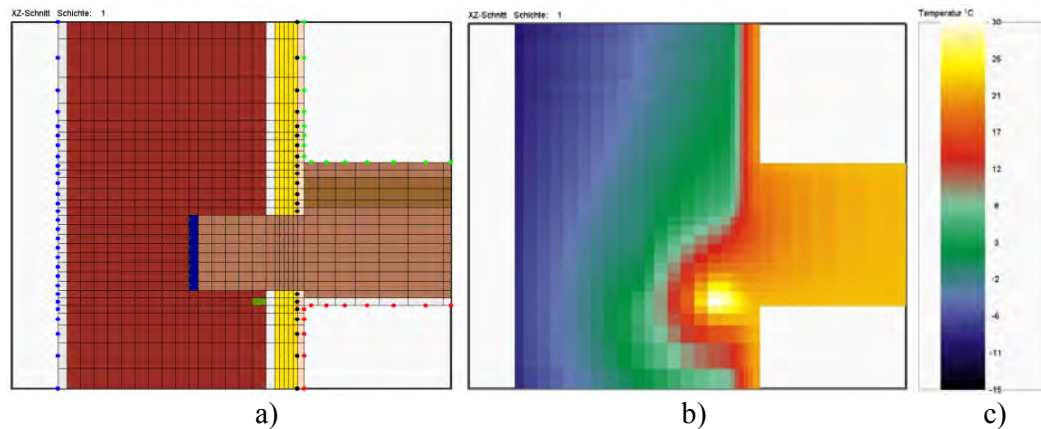 XZ-Schnitt Schichte: 1
XZ-Schnitt Schichte: 1
Temperatur °C
30
26
21
17
12
8
3
-2
-6
-11
-15
a)
b)
c)